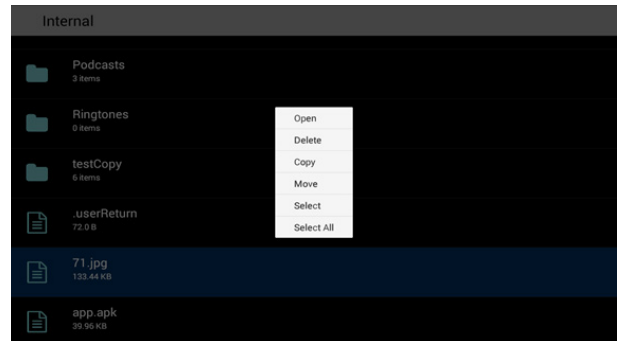 Internal
Podcasts
3 items
Ringtones
0 items
testCopy
6 items
.userReturn
72.0 B
71.jpg
133.44 KB
app.apk
39.96 KB
Open
Delete
Copy
Move
Select
Select All